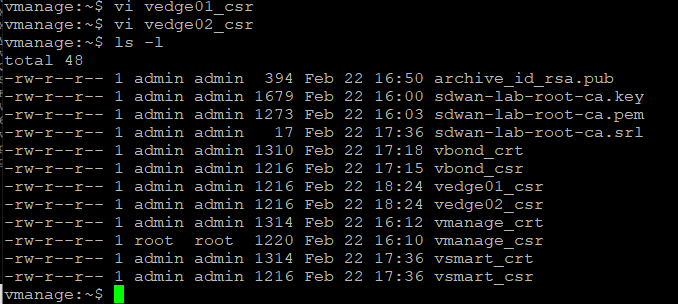 vmanage:~$ vi vedge01_csr
vmanage:~$ vi vedge02_csr
vmanage:~$ ls -l
total 48
-rw-r--r-- 1 admin admin  394 Feb 22 16:50 archive_id_rsa.pub
-rw-r--r-- 1 admin admin 1679 Feb 22 16:00 sdwan-lab-root-ca.key
-rw-r--r-- 1 admin admin 1273 Feb 22 16:03 sdwan-lab-root-ca.pem
-rw-r--r-- 1 admin admin   17 Feb 22 17:36 sdwan-lab-root-ca.srl
-rw-r--r-- 1 admin admin 1310 Feb 22 17:18 vbond_crt
-rw-r--r-- 1 admin admin 1216 Feb 22 17:15 vbond_csr
-rw-r--r-- 1 admin admin 1216 Feb 22 18:24 vedge01_csr
-rw-r--r-- 1 admin admin 1216 Feb 22 18:24 vedge02_csr
-rw-r--r-- 1 admin admin 1314 Feb 22 16:12 vmanage_crt
-rw-r--r-- 1 root  root  1220 Feb 22 16:10 vmanage_csr
-rw-r--r-- 1 admin admin 1314 Feb 22 17:36 vsmart_crt
-rw-r--r-- 1 admin admin 1216 Feb 22 17:36 vsmart_csr
vmanage:~$